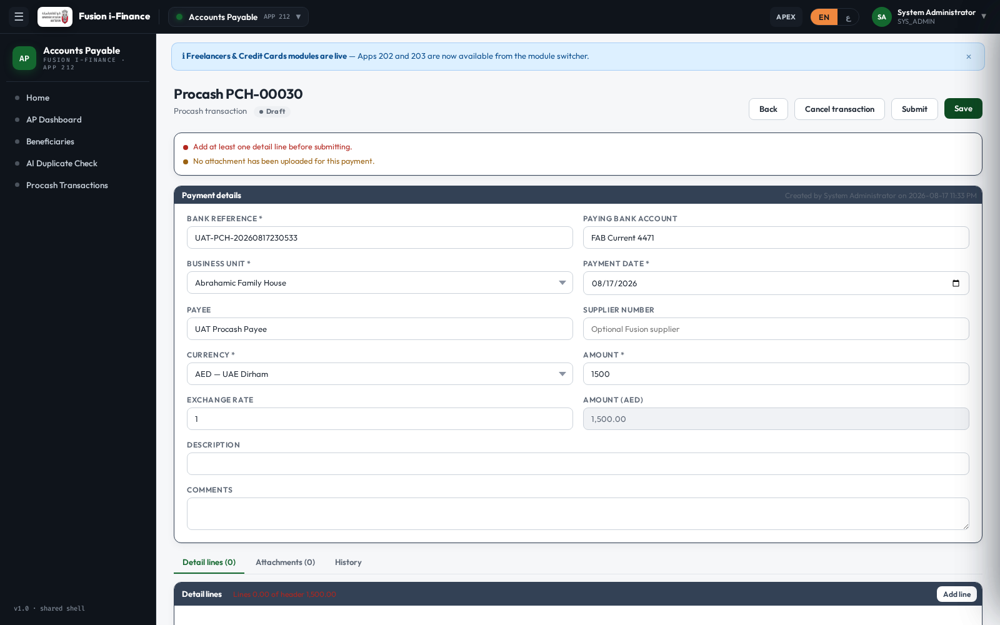 ☰ Fusion i-Finance Accounts Payable APP 212 ▼ APEX EN ع SA System Administrator ▼
SYS_ADMIN
AP Accounts Payable
FUSION I-FINANCE ·
APP 212
Home
AP Dashboard
Beneficiaries
AI Duplicate Check
Procash Transactions
v1.0 · shared shell
ℹ Freelancers & Credit Cards modules are live — Apps 202 and 203 are now available from the module switcher. ×
Procash PCH-00030
Procash transaction Draft
Back Cancel transaction Submit Save
Add at least one detail line before submitting.
No attachment has been uploaded for this payment.
Payment details Created by System Administrator on 2026-08-17 11:33 PM
BANK REFERENCE * PAYING BANK ACCOUNT
UAT-PCH-20260817230533 FAB Current 4471
BUSINESS UNIT * PAYMENT DATE *
Abrahamic Family House 08/17/2026
PAYEE SUPPLIER NUMBER
UAT Procash Payee Optional Fusion supplier
CURRENCY * AMOUNT *
AED — UAE Dirham 1500
EXCHANGE RATE AMOUNT (AED)
1 1,500.00
DESCRIPTION
COMMENTS
Detail lines (0) Attachments (0) History
Detail lines Lines 0.00 of header 1,500.00 Add line